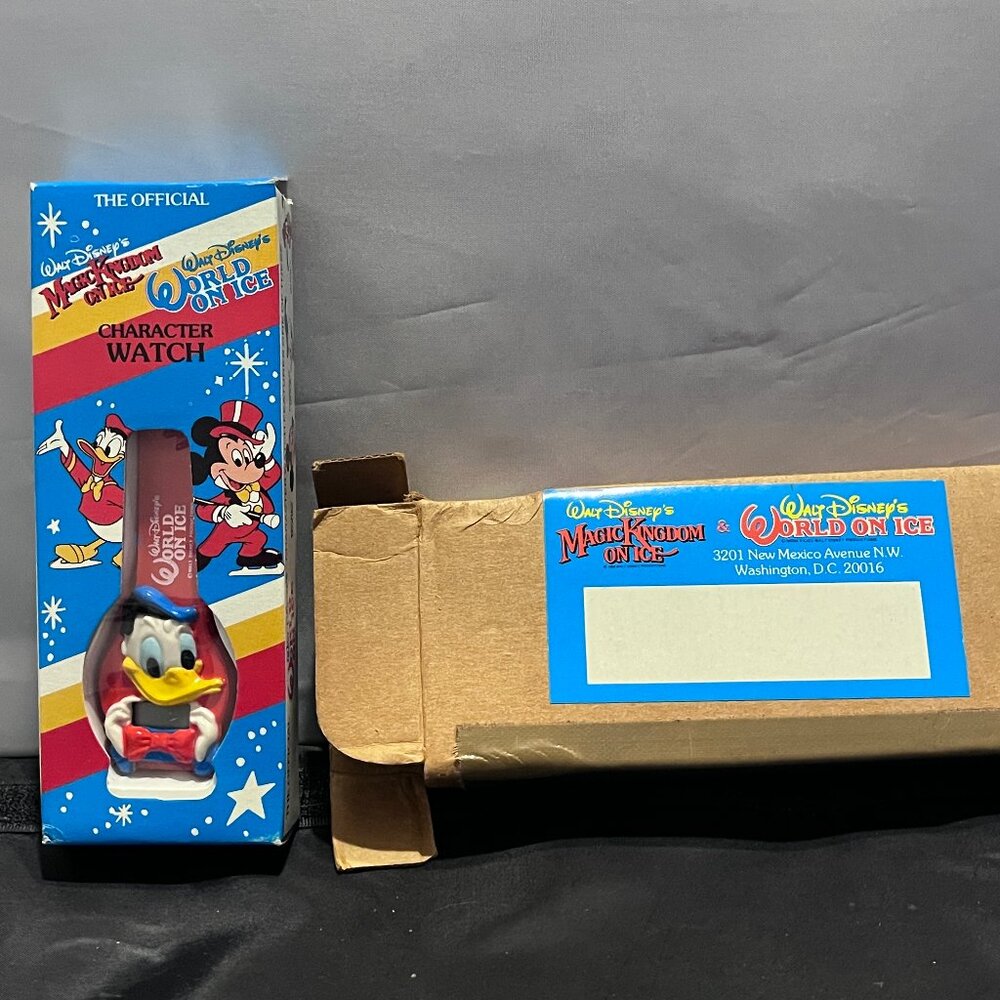 THE OFFICIAL
WALT DISNEY'S
MAGIC KINGDOM
ON ICE
WALT DISNEY'S
WORLD
ON ICE
CHARACTER
WATCH
WALT DISNEY'S
WORLD
ON ICE
WALT DISNEY'S
MAGIC KINGDOM
ON ICE
&
WALT DISNEY'S
WORLD ON ICE
3201 New Mexico Avenue N.W.
Washington, D.C. 20016